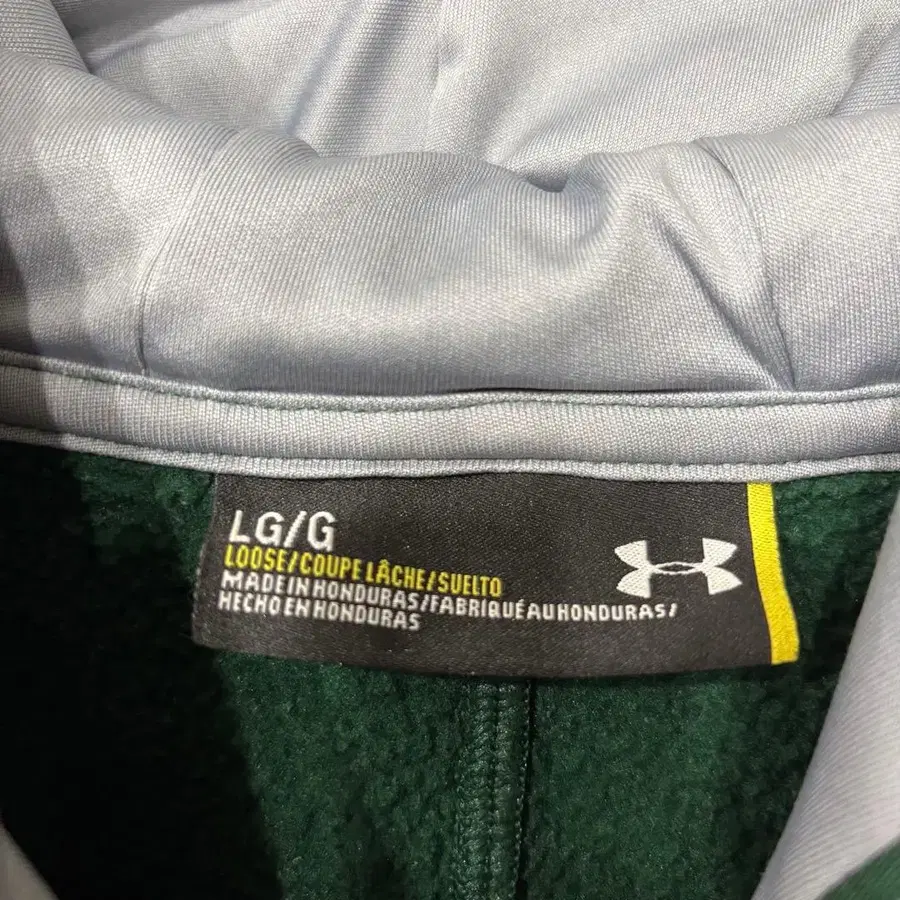 LG/G
LOOSE/COUPE LÂCHE/SUELTO
MADE IN HONDURAS/FABRIQUÉ AU HONDURAS/
HECHO EN HONDURAS